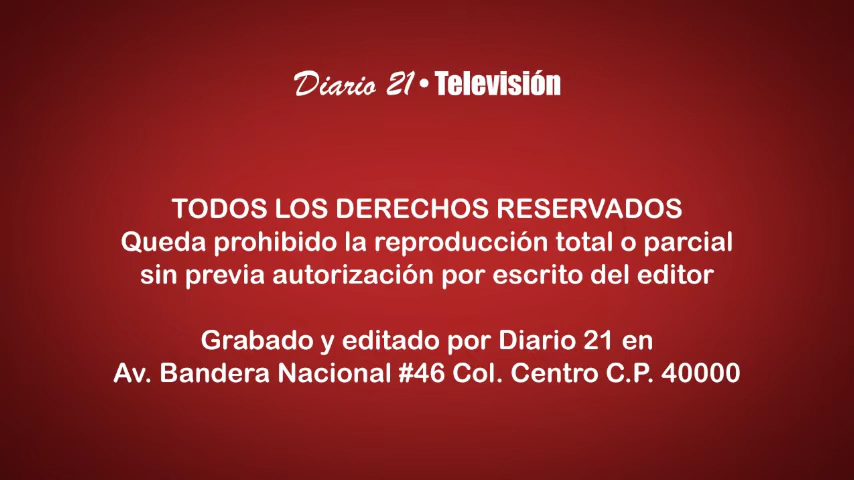 Diario 21 • Televisión
TODOS LOS DERECHOS RESERVADOS
Queda prohibido la reproducción total o parcial
sin previa autorización por escrito del editor
Grabado y editado por Diario 21 en
Av. Bandera Nacional #46 Col. Centro C.P. 40000